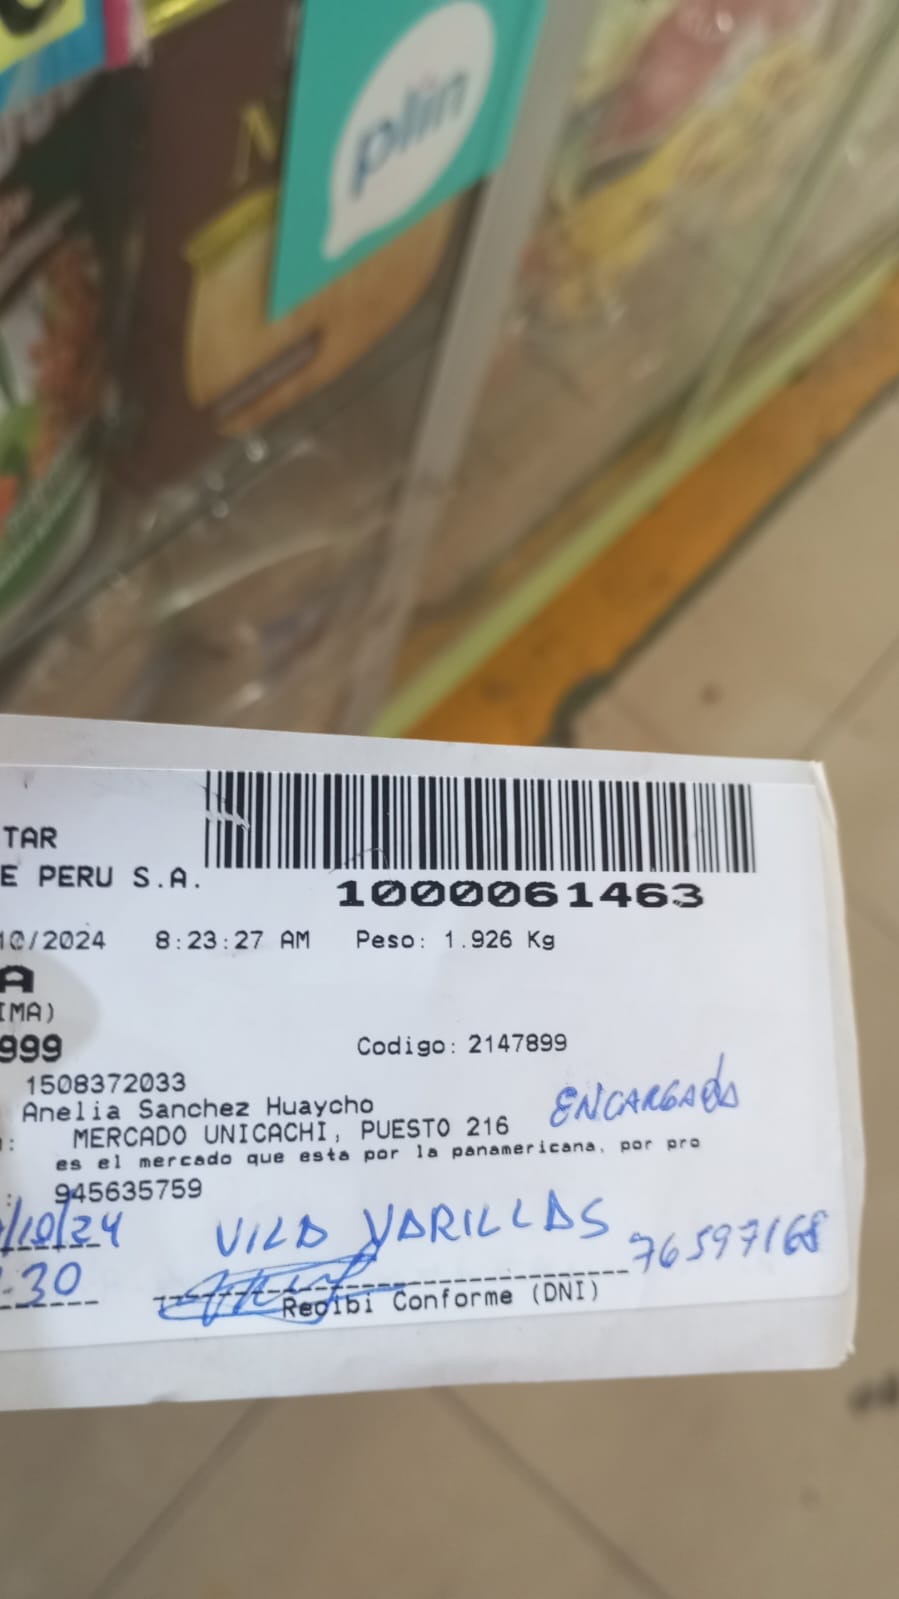 plin
TAR
E PERU S.A.
1000061463
10/2024 8:23:27 AM Peso: 1.926 Kg
A
IMA)
999
Codigo: 2147899
1508372033
Anelia Sanchez Huaycho
ENCARGADO
: MERCADO UNICACHI, PUESTO 216
es el mercado que esta por la panamericana, por pro
: 945635759
/10/24 VILA VARILLAS 76597168
30
Recibi Conforme (DNI)